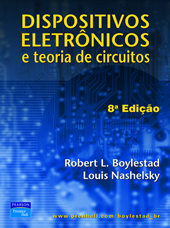 DISPOSITIVOS
ELETRÔNICOS
e teoria de circuitos
8ª Edição
Robert L. Boylestad
Louis Nashelsky
PEARSON
Prentice
Hall
www.prenhall.com/boylestad_br